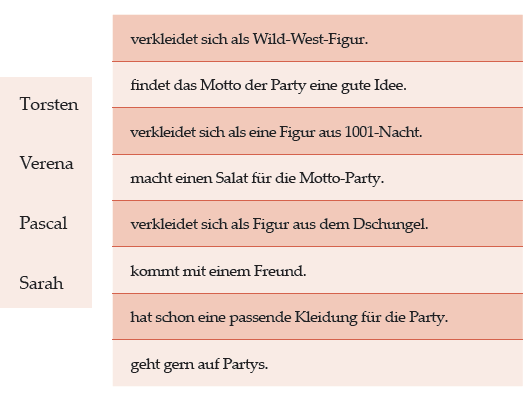 Torsten
Verena
Pascal
Sarah
verkleidet sich als Wild-West-Figur.
findet das Motto der Party eine gute Idee.
verkleidet sich als eine Figur aus 1001-Nacht.
macht einen Salat für die Motto-Party.
verkleidet sich als Figur aus dem Dschungel.
kommt mit einem Freund.
hat schon eine passende Kleidung für die Party.
geht gern auf Partys.